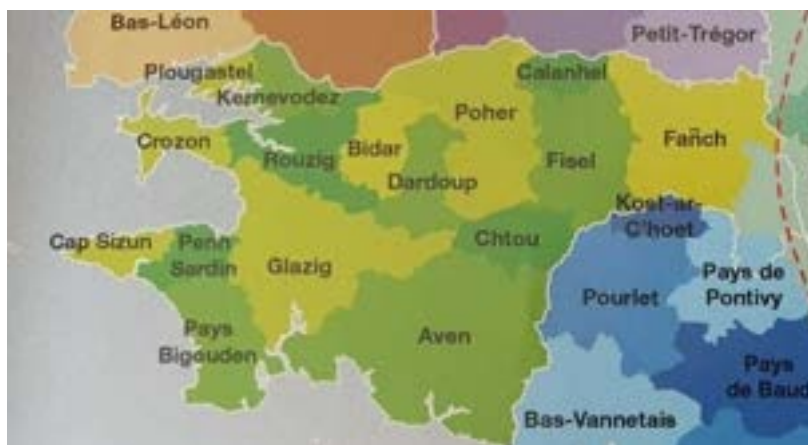 Bas-Léon
Petit-Trégor
Plougastel
Kernevodez
Calanhel
Poher
Crozon
Rouzig
Bidar
Dardoup
Fisel
Fañch
Kost-ar-
C'hoet
Cap Sizun
Penn
Sardin
Glazig
Chtou
Pays de
Pontivy
Pourlet
Pays
Bigouden
Aven
Pays
de Baud
Bas-Vannetais